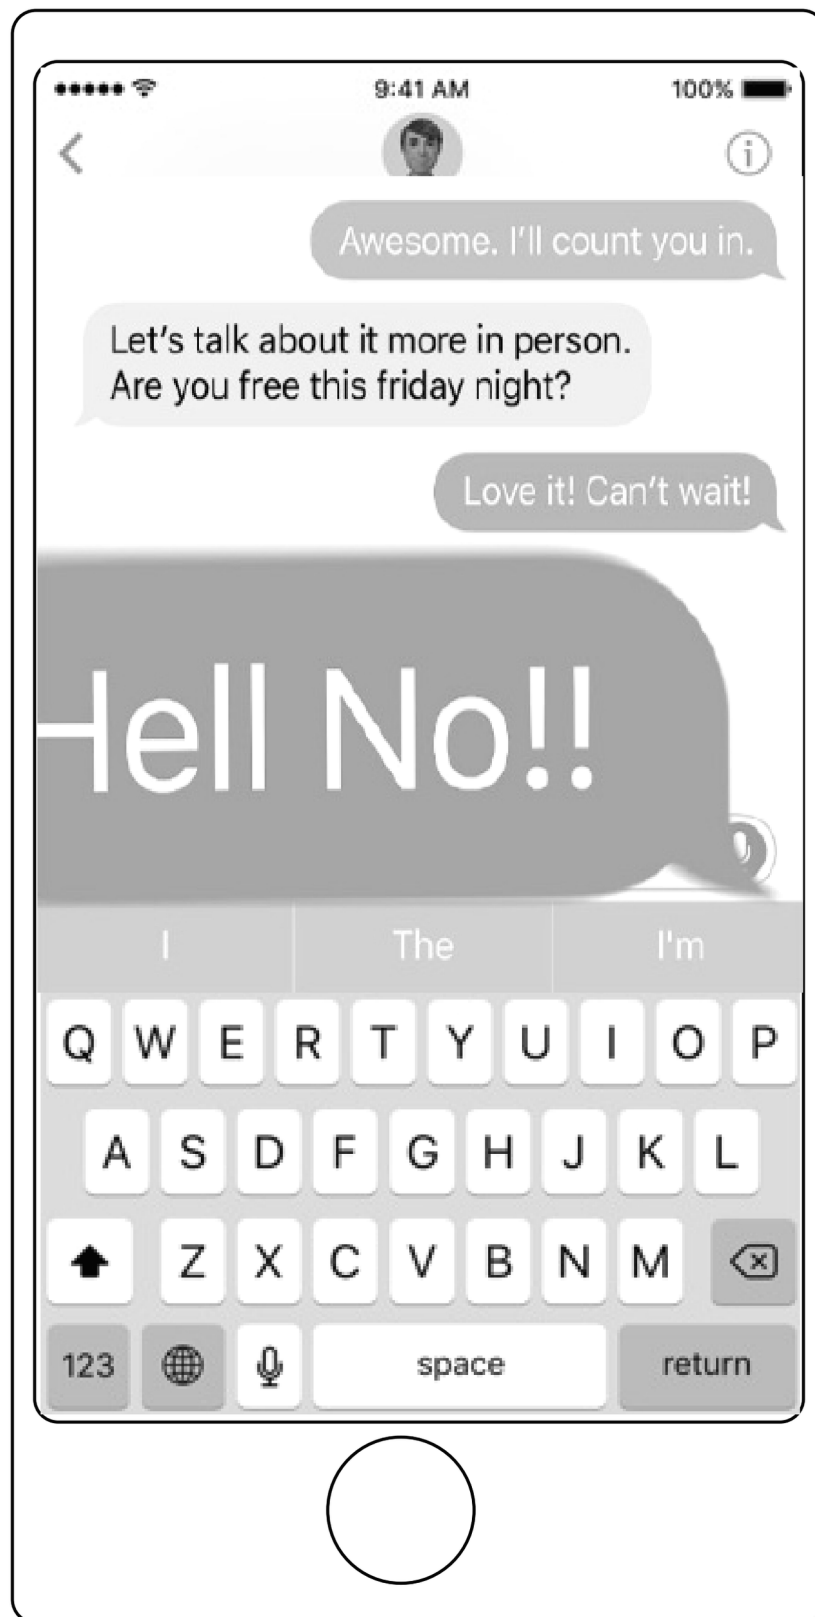 9:41 AM 100%
Awesome. I'll count you in.
Let's talk about it more in person.
Are you free this friday night?
Love it! Can't wait!
Hell No!!
I The I'm
Q W E R T Y U I O P
A S D F G H J K L
Z X C V B N M
123 space return